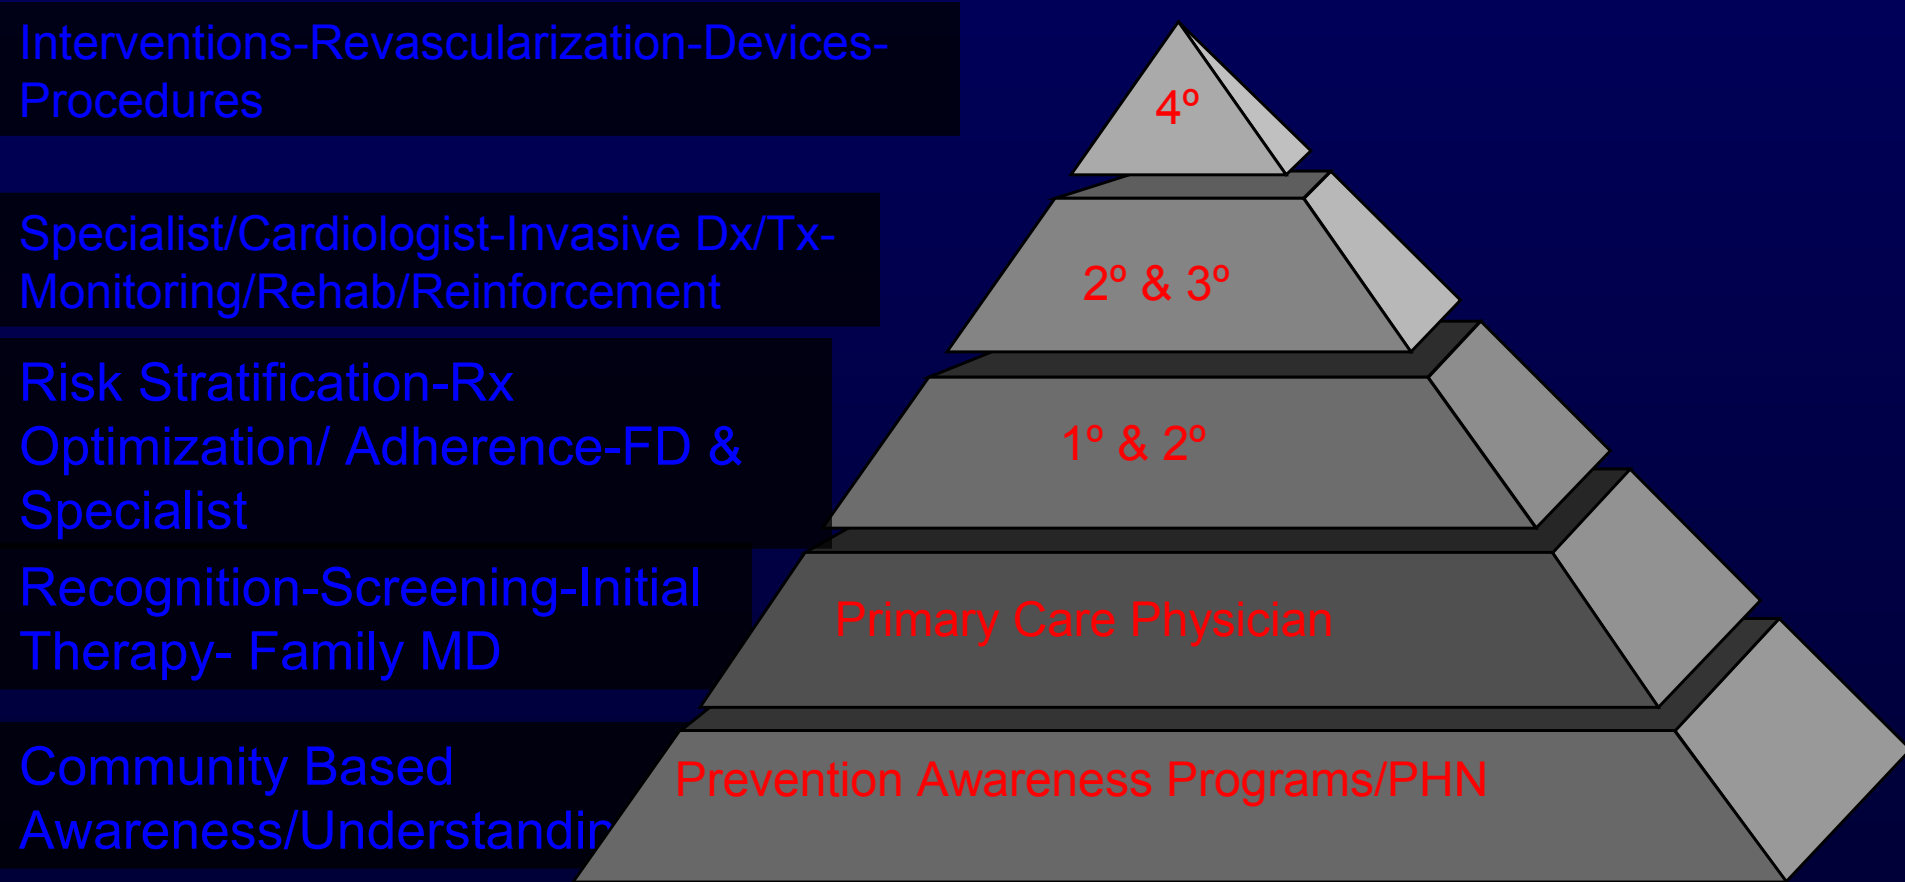 Interventions-Revascularization-Devices-
Procedures
4º
Specialist/Cardiologist-Invasive Dx/Tx-
Monitoring/Rehab/Reinforcement
2º & 3º
Risk Stratification-Rx
Optimization/ Adherence-FD &
Specialist
1º & 2º
Recognition-Screening-Initial
Therapy- Family MD
Primary Care Physician
Community Based
Awareness/Understandin
Prevention Awareness Programs/PHN